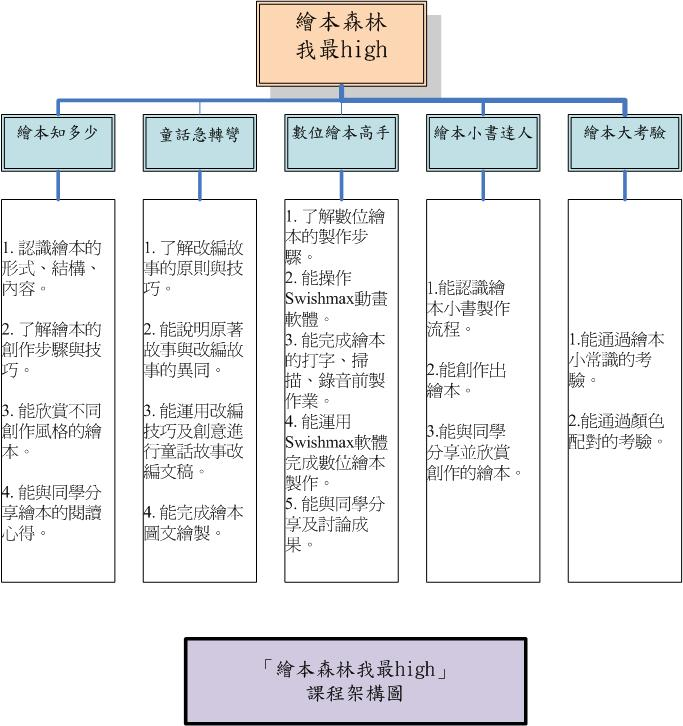 繪本森林
我最high
繪本知多少
童話急轉彎
數位繪本高手
繪本小書達人
繪本大考驗
1. 認識繪本的
形式、結構、
內容。
2. 了解繪本的
創作步驟與技
巧。
3. 能欣賞不同
創作風格的繪
本。
4. 能與同學分
享繪本的閱讀
心得。
1. 了解改編故
事的原則與技
巧。
2. 能說明原著
故事與改編故
事的異同。
3. 能運用改編
技巧及創意進
行童話故事改
編文稿。
4. 能完成繪本
圖文繪製。
1. 了解數位繪
本的製作步
驟。
2. 能操作
Swishmax動畫
軟體。
3. 能完成繪本
的打字、掃
描、錄音前製
作業。
4. 能運用
Swishmax軟體
完成數位繪本
製作。
5. 能與同學分
享及討論成
果。
1.能認識繪
本小書製作
流程。
2.能創作出
繪本。
3.能與同學
分享並欣賞
創作的繪本。
1.能通過繪本
小常識的考
驗。
2.能通過顏色
配對的考驗。
「繪本森林我最high」
課程架構圖